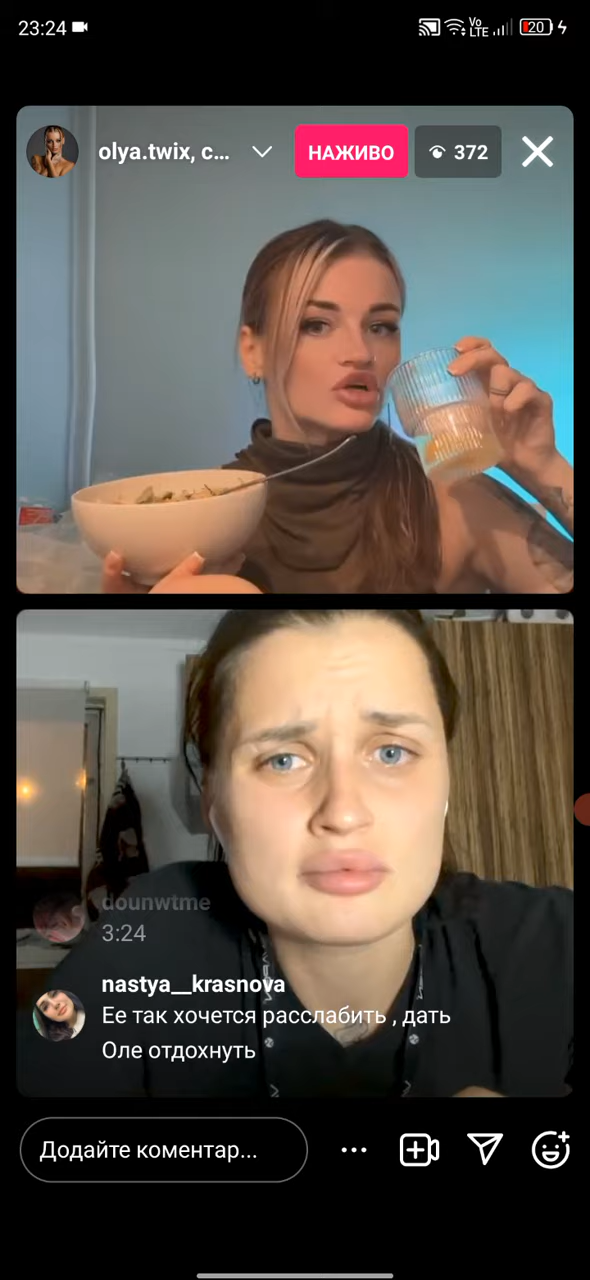 23:24
Vo
LTE
20
olya.twix, c...
НАЖИВО
372
dounwtme
3:24
nastya__krasnova
Ее так хочется расслабить , дать
Оле отдохнуть
Додайте коментар...